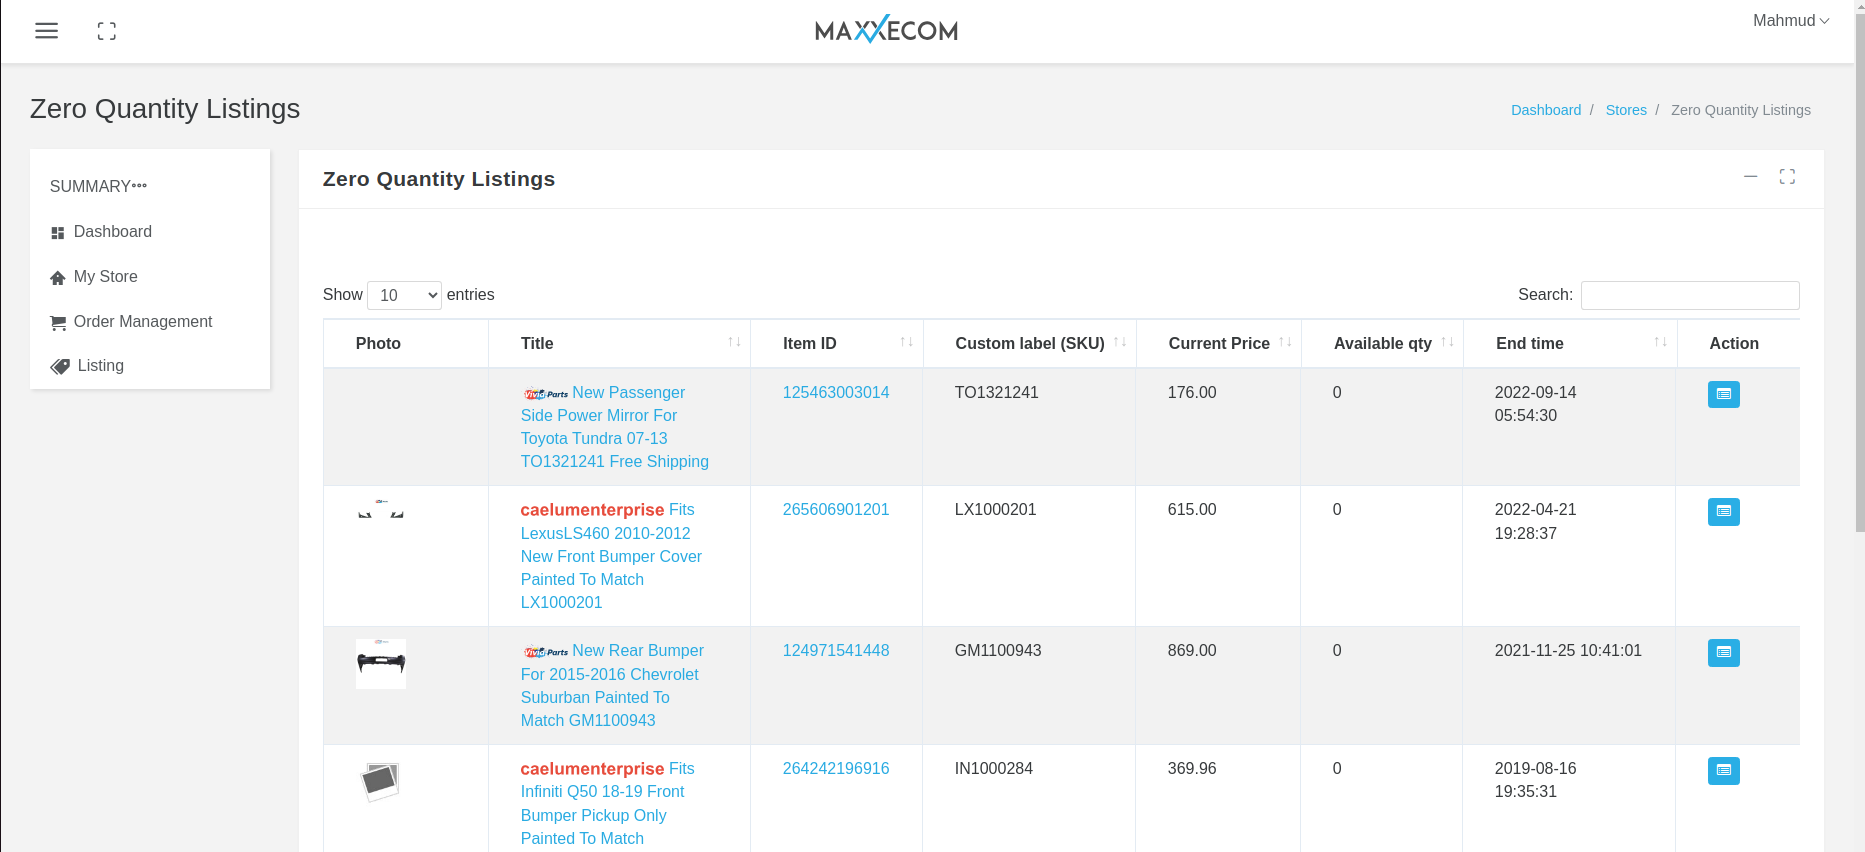 MAXXECOM
Mahmud
Zero Quantity Listings
Dashboard / Stores / Zero Quantity Listings
SUMMARY
Dashboard
My Store
Order Management
Listing
Zero Quantity Listings
Show 10 entries
Search:
Photo Title Item ID Custom label (SKU) Current Price Available qty End time Action
Vivid Parts New Passenger
Side Power Mirror For
Toyota Tundra 07-13
TO1321241 Free Shipping
125463003014
TO1321241
176.00
0
2022-09-14
05:54:30
caelumenterprise Fits
LexusLS460 2010-2012
New Front Bumper Cover
Painted To Match
LX1000201
265606901201
LX1000201
615.00
0
2022-04-21
19:28:37
Vivid Parts New Rear Bumper
For 2015-2016 Chevrolet
Suburban Painted To
Match GM1100943
124971541448
GM1100943
869.00
0
2021-11-25 10:41:01
caelumenterprise Fits
Infiniti Q50 18-19 Front
Bumper Pickup Only
Painted To Match
264242196916
IN1000284
369.96
0
2019-08-16
19:35:31